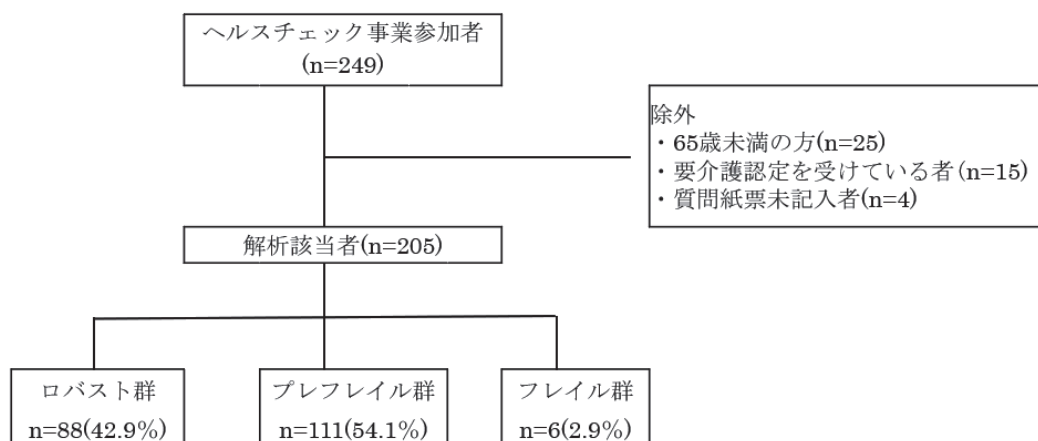 ヘルスチェック事業参加者
(n=249)
除外
・65歳未満の方(n=25)
・要介護認定を受けている者(n=15)
・質問紙票未記入者(n=4)
解析該当者(n=205)
ロバスト群
n=88(42.9%)
プレフレイル群
n=111(54.1%)
フレイル群
n=6(2.9%)